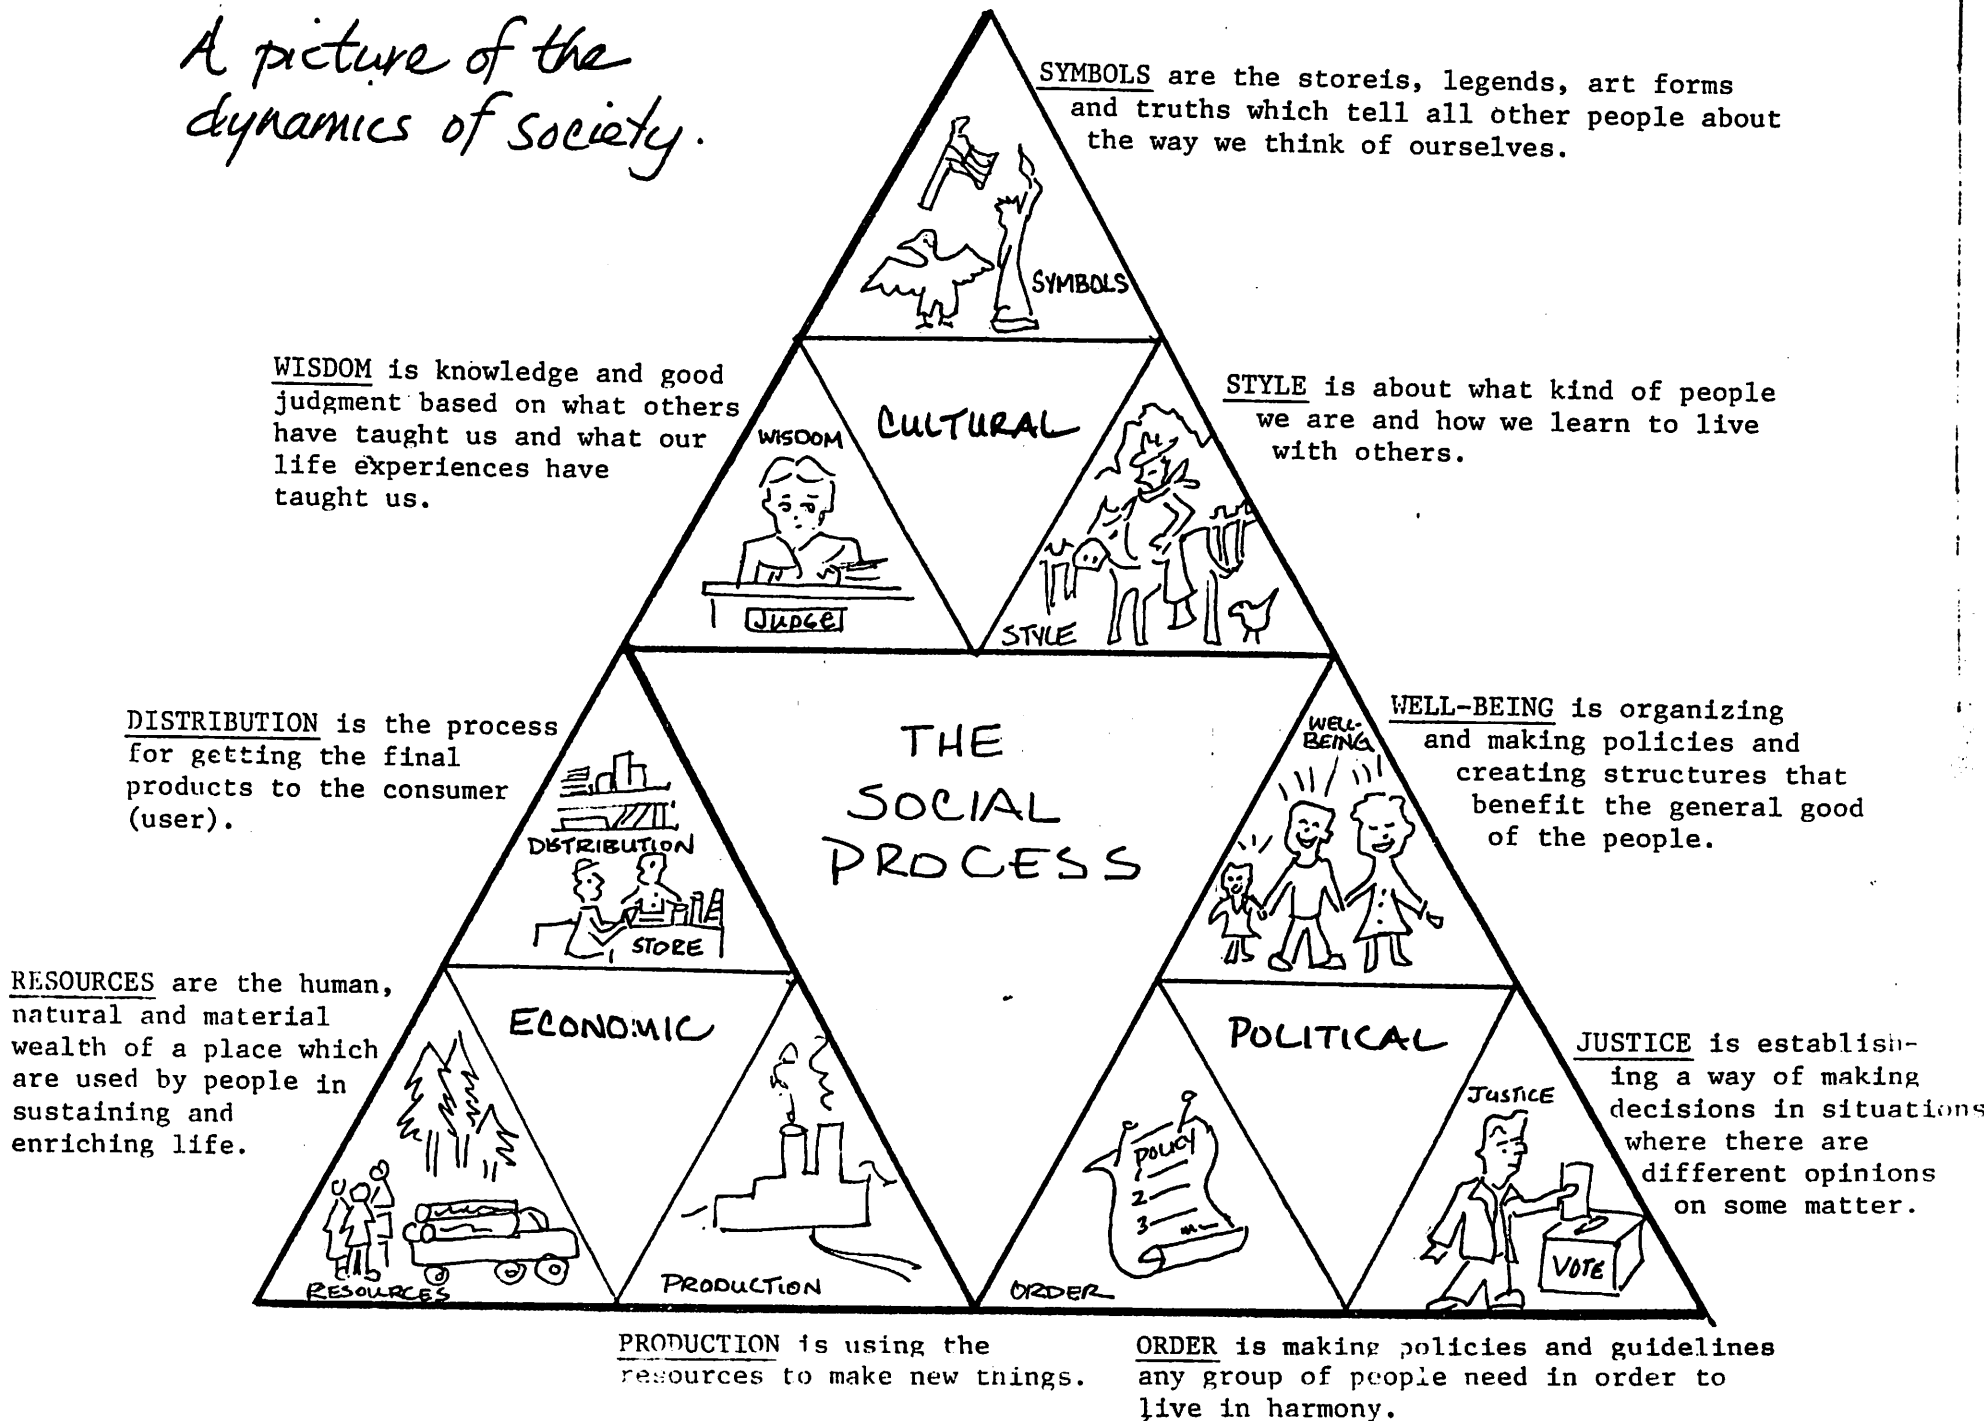 A picture of the
dynamics of society.
SYMBOLS are the storeis, legends, art forms
and truths which tell all other people about
the way we think of ourselves.
SYMBOLS
WISDOM is knowledge and good
judgment based on what others
have taught us and what our
life experiences have
taught us.
STYLE is about what kind of people
we are and how we learn to live
with others.
CULTURAL
WISDOM
JUDGE
STYLE
DISTRIBUTION is the process
for getting the final
products to the consumer
(user).
WELL-BEING is organizing
and making policies and
creating structures that
benefit the general good
of the people.
THE
SOCIAL
PROCESS
WELL-
BEING
DISTRIBUTION
STORE
RESOURCES are the human,
natural and material
wealth of a place which
are used by people in
sustaining and
enriching life.
ECONOMIC
POLITICAL
JUSTICE is establish-
ing a way of making
decisions in situations
where there are
different opinions
on some matter.
JUSTICE
POLICY
1
2
3
VOTE
RESOURCES
PRODUCTION
ORDER
PRODUCTION is using the
resources to make new things.
ORDER is making policies and guidelines
any group of people need in order to
live in harmony.